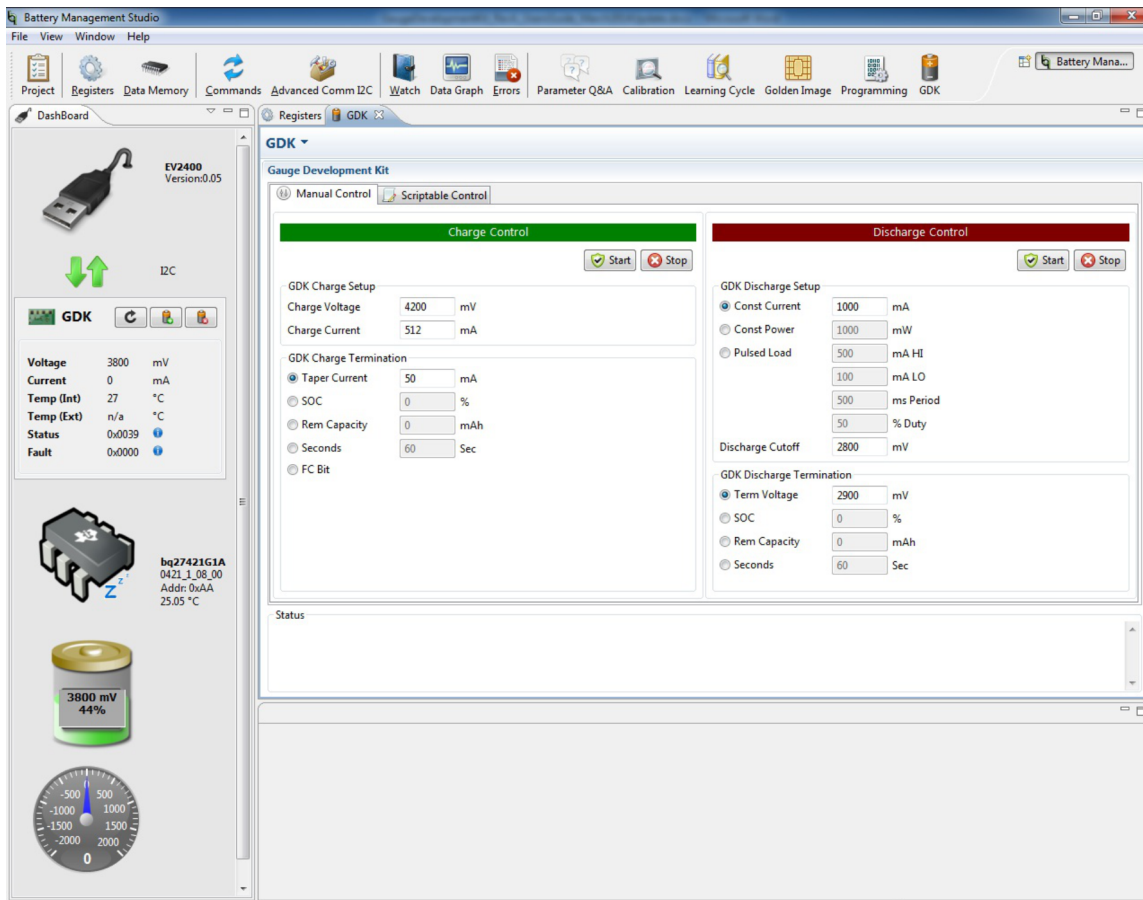 Battery Management Studio
File View Window Help
Project Registers Data Memory Commands Advanced Comm I2C Watch Data Graph Errors Parameter Q&A Calibration Learning Cycle Golden Image Programming GDK
Battery Mana...
DashBoard
EV2400
Version:0.05
I2C
GDK
Voltage 3800 mV
Current 0 mA
Temp (Int) 27 °C
Temp (Ext) n/a °C
Status 0x0039
Fault 0x0000
Z z z
bq27421G1A
0421_1_08_00
Addr: 0xAA
25.05 °C
3800 mV
44%
-500 500
-1000 1000
-1500 1500
-2000 2000
0
Registers GDK
GDK
Gauge Development Kit
Manual Control Scriptable Control
Charge Control
Start Stop
GDK Charge Setup
Charge Voltage 4200 mV
Charge Current 512 mA
GDK Charge Termination
Taper Current 50 mA
SOC 0 %
Rem Capacity 0 mAh
Seconds 60 Sec
FC Bit
Discharge Control
Start Stop
GDK Discharge Setup
Const Current 1000 mA
Const Power 1000 mW
Pulsed Load 500 mA HI
100 mA LO
500 ms Period
50 % Duty
Discharge Cutoff 2800 mV
GDK Discharge Termination
Term Voltage 2900 mV
SOC 0 %
Rem Capacity 0 mAh
Seconds 60 Sec
Status